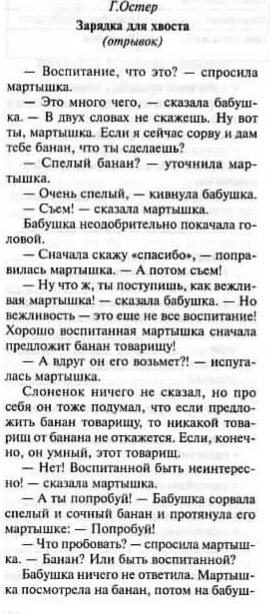 Г.Остер
Зарядка для хвоста
(отрывок)
— Воспитание, что это? — спросила
мартышка.
— Это много чего, — сказала бабуш-
ка. — В двух словах не скажешь. Ну вот
ты, мартышка. Если я сейчас сорву и дам
тебе банан, что ты сделаешь?
— Спелый банан? — уточнила мар-
тышка.
— Очень спелый, — кивнула бабушка.
— Съем! — сказала мартышка.
Бабушка неодобрительно покачала го-
ловой.
— Сначала скажу «спасибо», — попра-
вилась мартышка. — А потом съем!
— Ну что ж, ты поступишь, как вежли-
вая мартышка! — сказала бабушка. — Но
вежливость — это еще не все воспитание!
Хорошо воспитанная мартышка сначала
предложит банан товарищу!
— А вдруг он его возьмет?! — испуга-
лась мартышка.
Слоненок ничего не сказал, но про
себя он тоже подумал, что если предло-
жить банан товарищу, то никакой това-
рищ от банана не откажется. Если, конеч-
но, он умный, этот товарищ.
— Нет! Воспитанной быть неинтерес-
но! — сказала мартышка.
— А ты попробуй! — Бабушка сорвала
спелый и сочный банан и протянула его
мартышке: — Попробуй!
— Что пробовать? — спросила мартыш-
ка. — Банан? Или быть воспитанной?
Бабушка ничего не ответила. Мартыш-
ка посмотрела на банан, потом на бабуш-